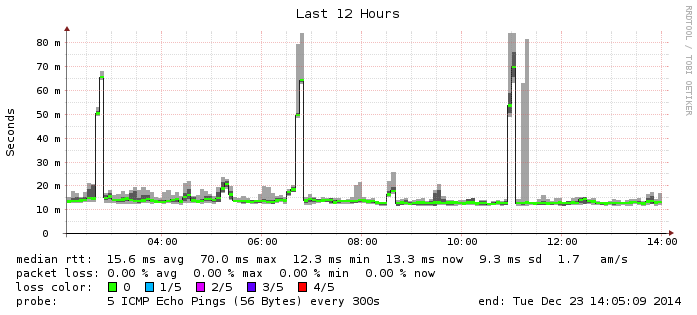 Last 12 Hours
RRDTOOL / TOBI OETIKER
Seconds
80 m
70 m
60 m
50 m
40 m
30 m
20 m
10 m
0
04:00 06:00 08:00 10:00 12:00 14:00
median rtt: 15.6 ms avg 70.0 ms max 12.3 ms min 13.3 ms now 9.3 ms sd 1.7 am/s
packet loss: 0.00 % avg 0.00 % max 0.00 % min 0.00 % now
loss color: 0 1/5 2/5 3/5 4/5
probe: 5 ICMP Echo Pings (56 Bytes) every 300s end: Tue Dec 23 14:05:09 2014